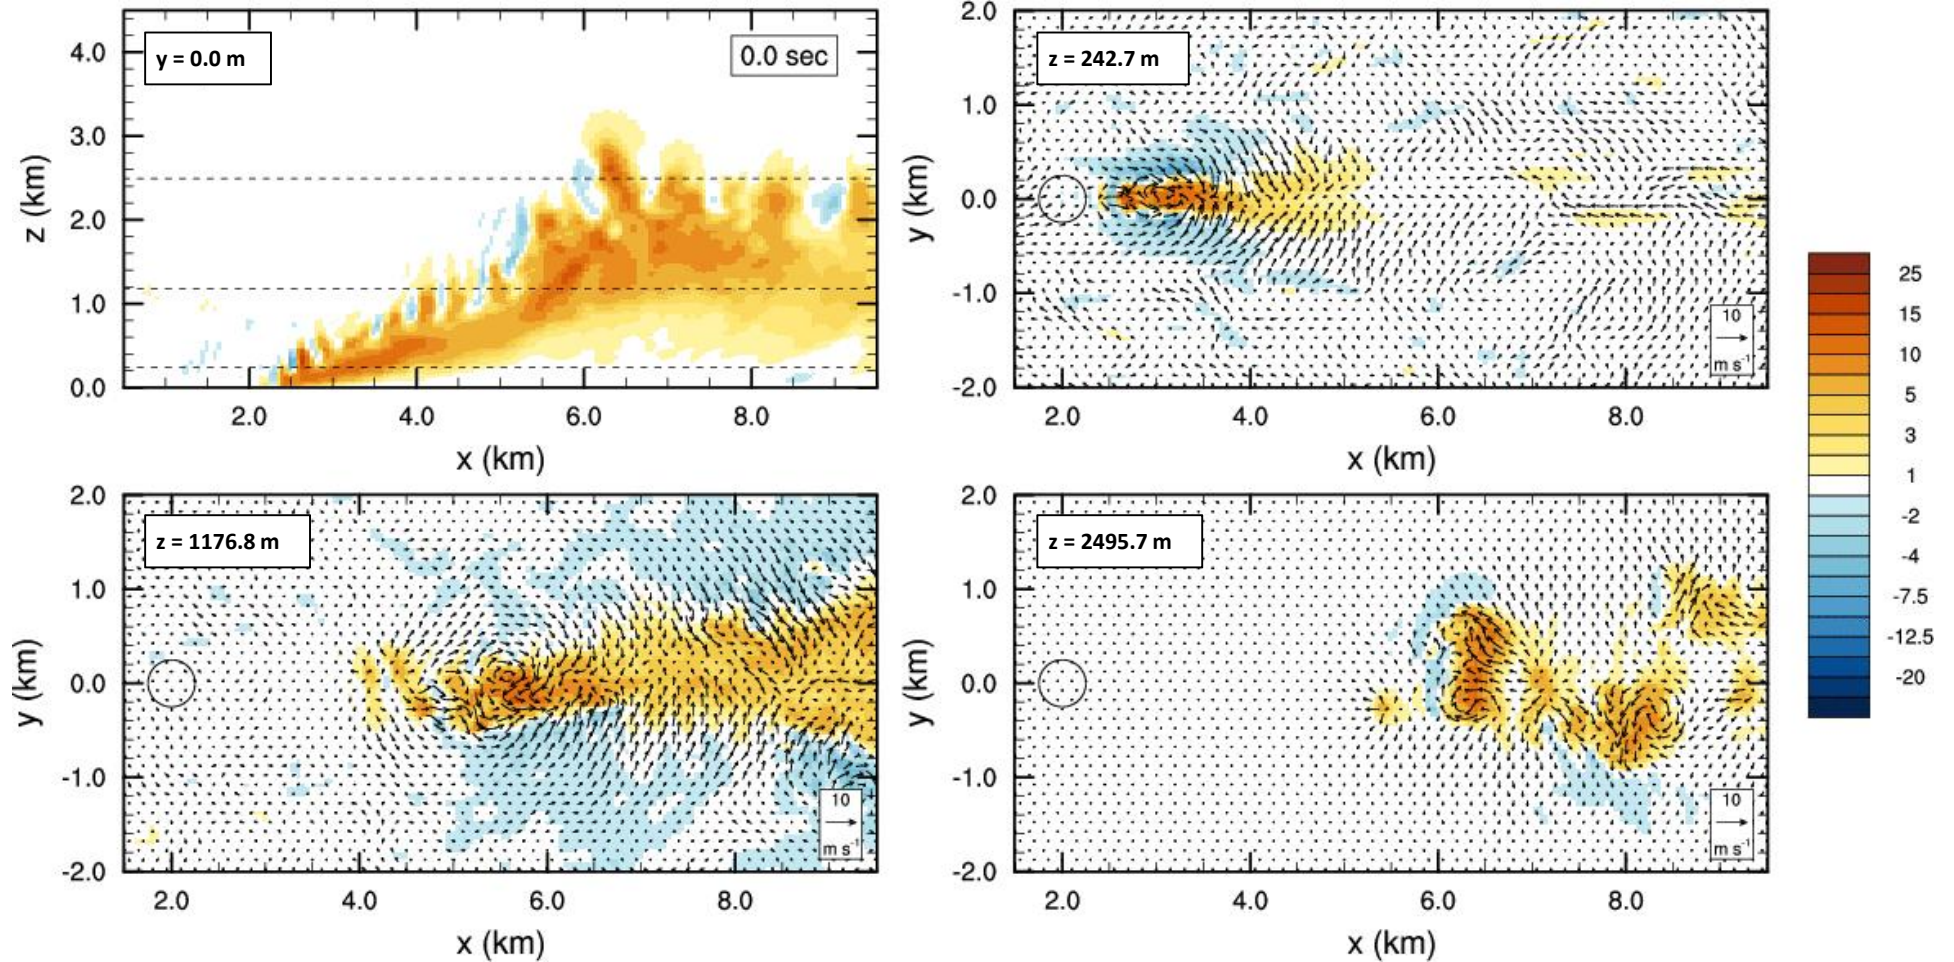 y = 0.0 m
0.0 sec
4.0
3.0
2.0
1.0
0.0
z (km)
2.0 4.0 6.0 8.0
x (km)
z = 242.7 m
2.0
1.0
0.0
-1.0
-2.0
y (km)
10
m s⁻¹
2.0 4.0 6.0 8.0
x (km)
z = 1176.8 m
2.0
1.0
0.0
-1.0
-2.0
y (km)
10
m s⁻¹
2.0 4.0 6.0 8.0
x (km)
z = 2495.7 m
2.0
1.0
0.0
-1.0
-2.0
y (km)
10
m s⁻¹
2.0 4.0 6.0 8.0
x (km)
25
15
10
5
3
1
-2
-4
-7.5
-12.5
-20